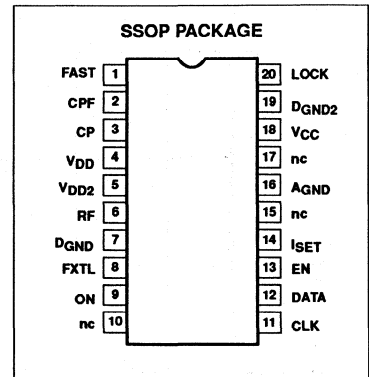 SSOP PACKAGE
FAST 1 20 LOCK
CPF 2 19 DGND2
CP 3 18 VCC
VDD 4 17 nc
VDD2 5 16 AGND
RF 6 15 nc
DGND 7 14 ISET
FXTL 8 13 EN
ON 9 12 DATA
nc 10 11 CLK